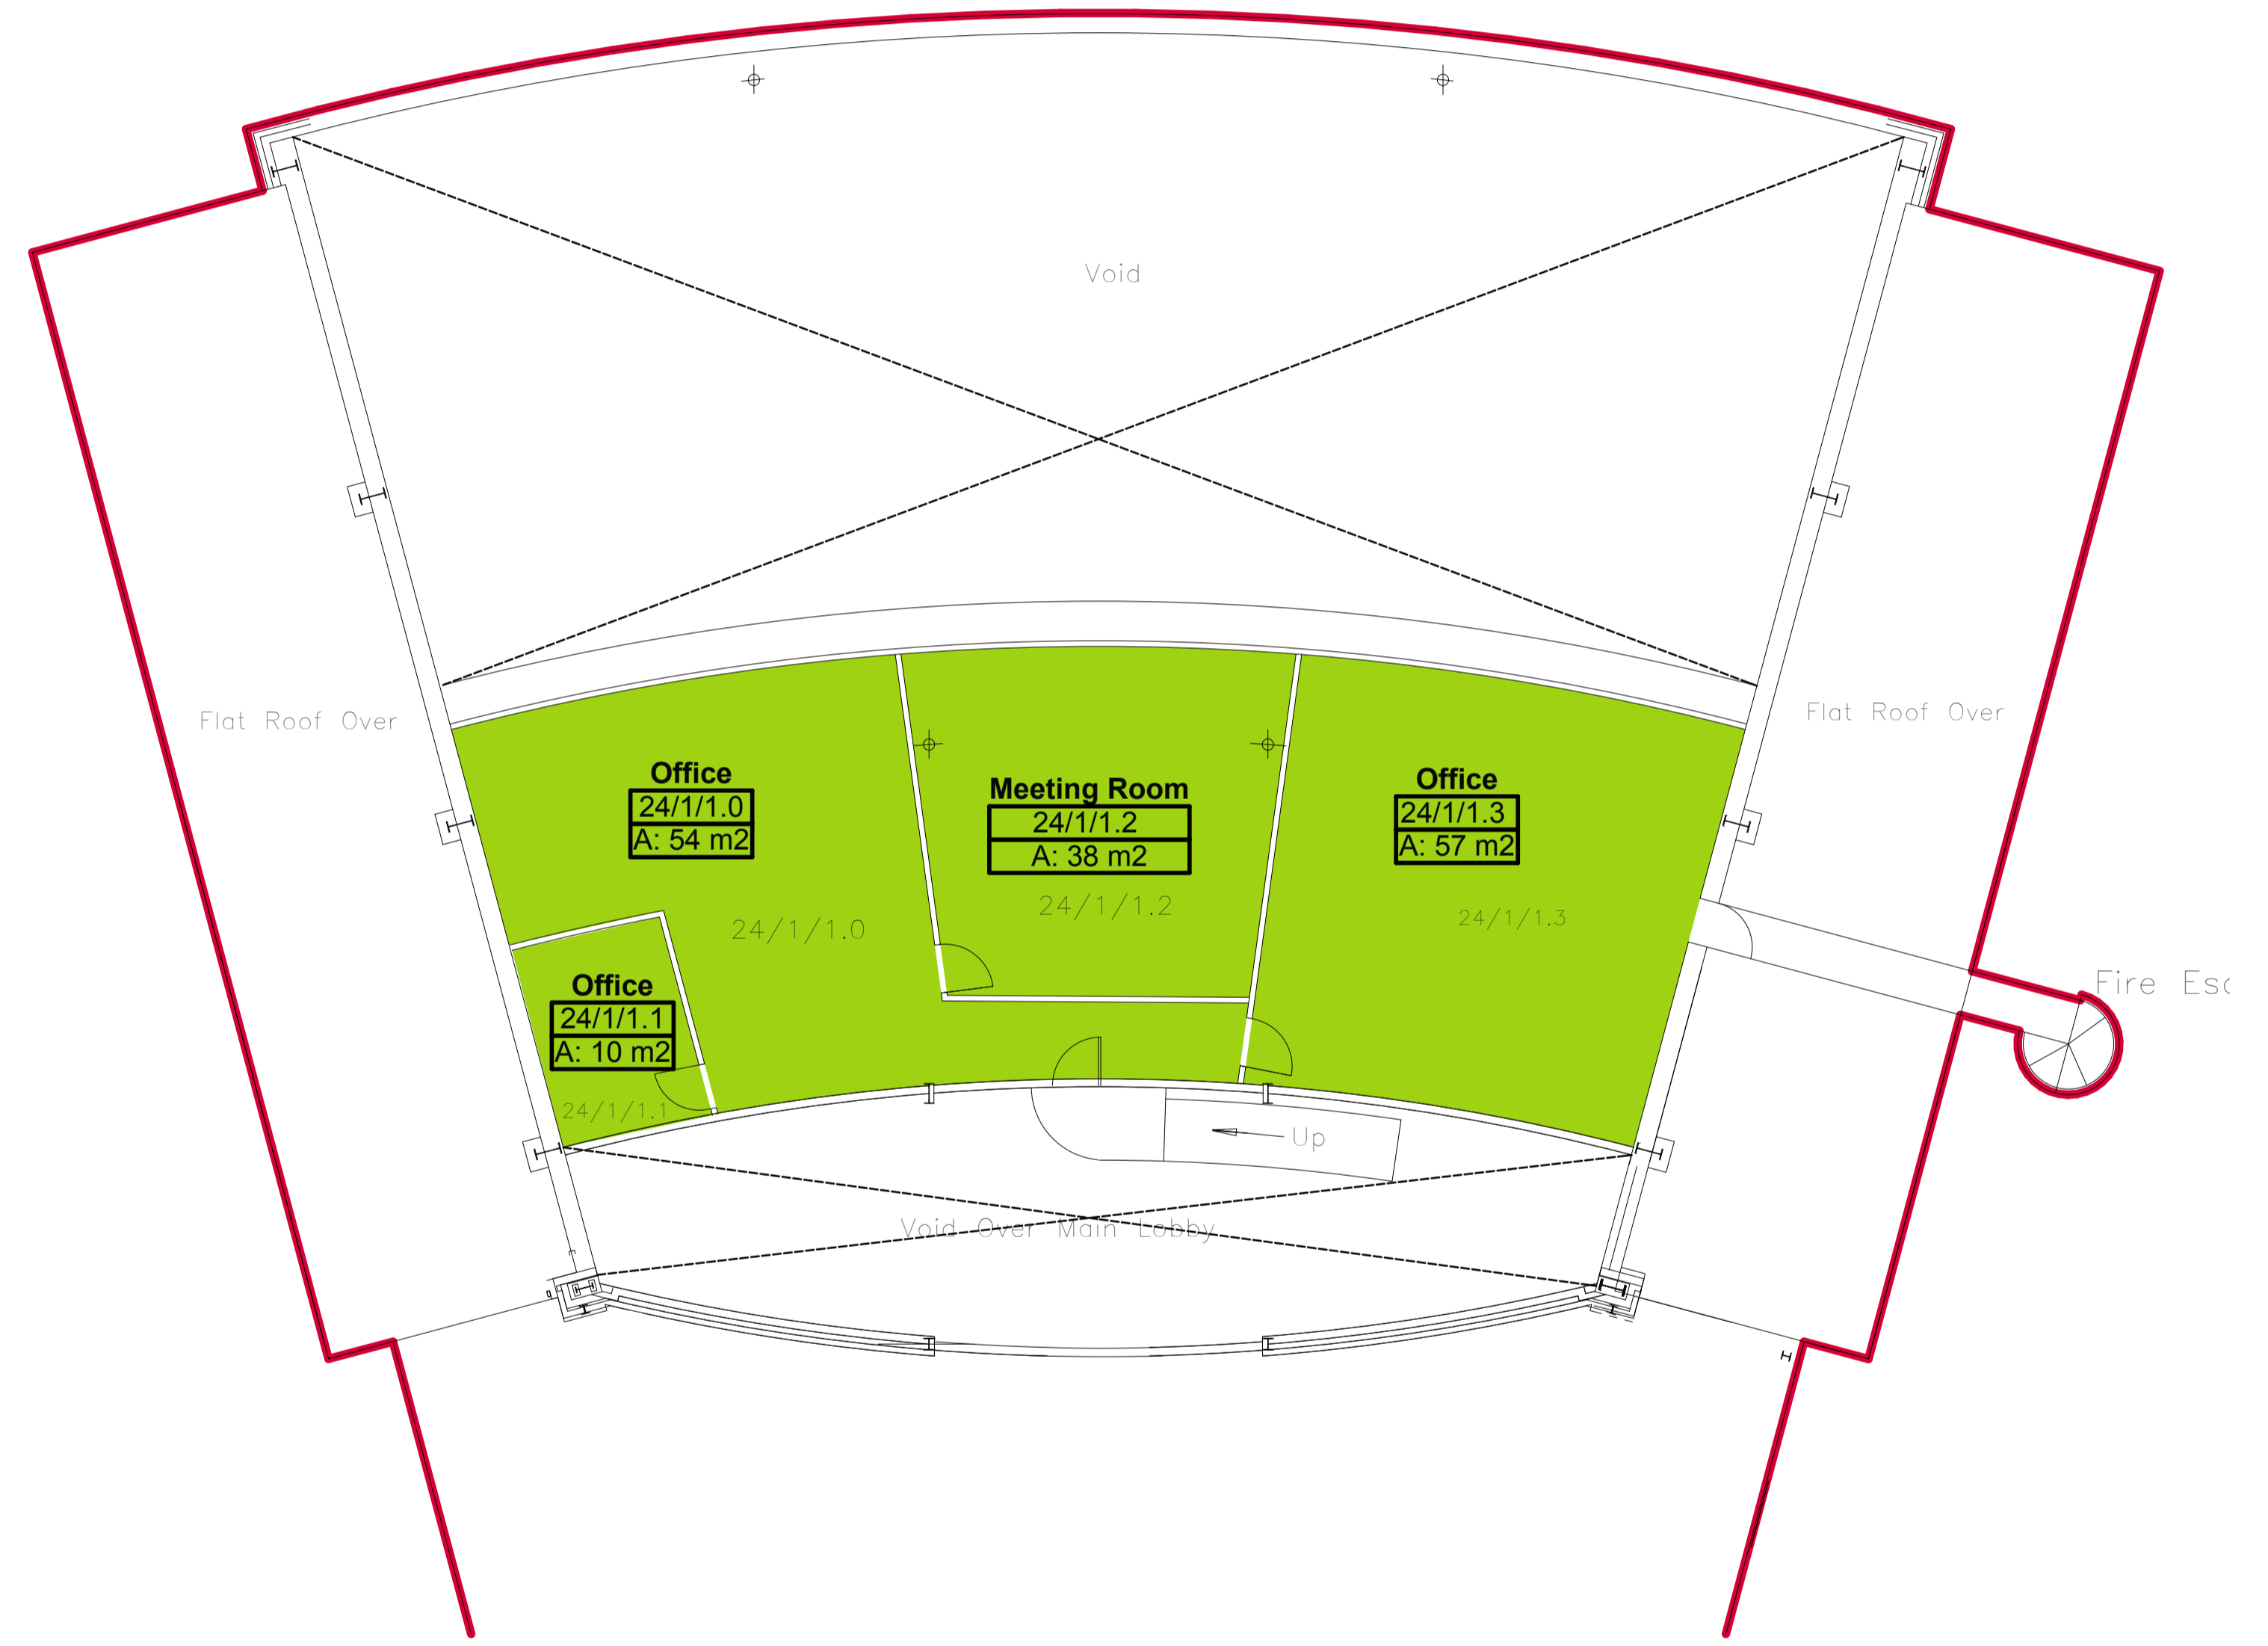 Void
Flat Roof Over
Flat Roof Over
Office
24/1/1.0
A: 54 m2
Meeting Room
24/1/1.2
A: 38 m2
Office
24/1/1.3
A: 57 m2
24/1/1.0
24/1/1.2
24/1/1.3
Office
24/1/1.1
A: 10 m2
24/1/1.1
Fire Esc
Up
Void Over Main Lobby